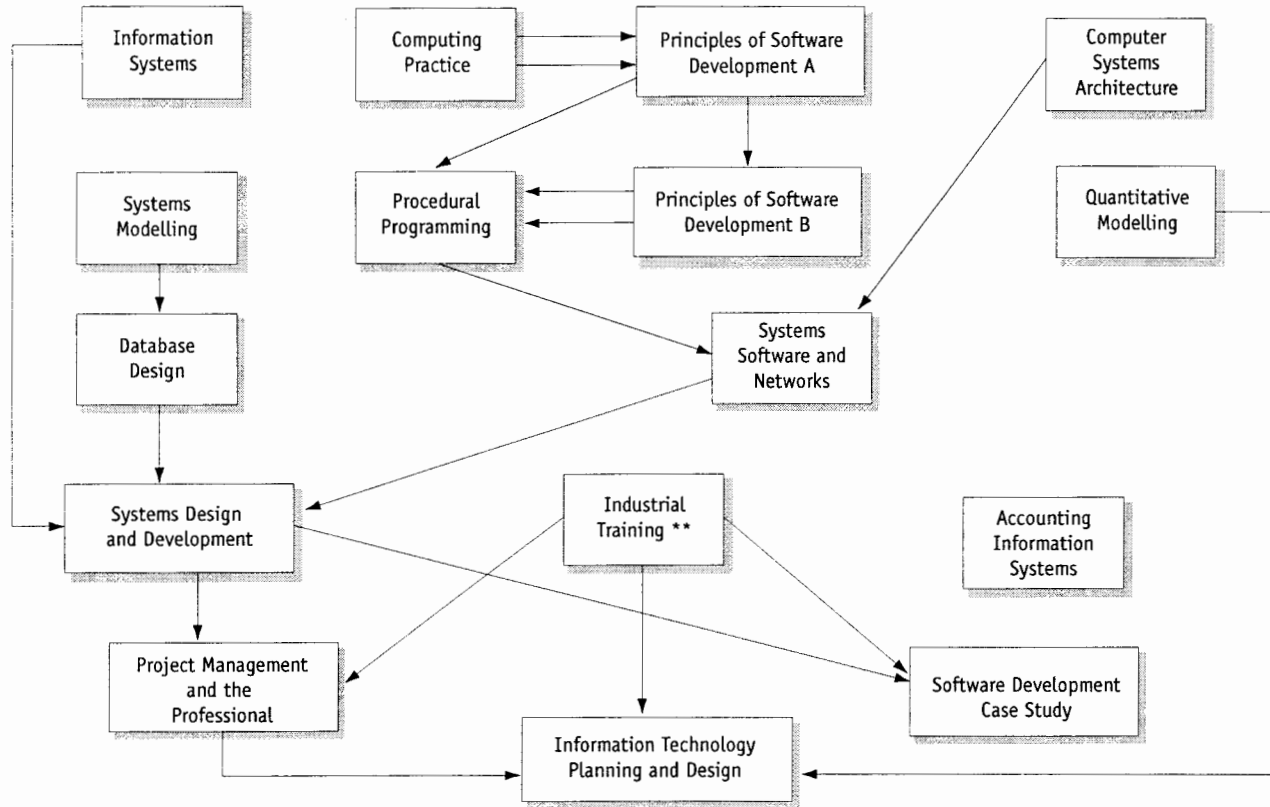 Information
Systems
Computing
Practice
Principles of Software
Development A
Computer
Systems
Architecture
Systems
Modelling
Procedural
Programming
Principles of Software
Development B
Quantitative
Modelling
Database
Design
Systems
Software and
Networks
Systems Design
and Development
Industrial
Training **
Accounting
Information
Systems
Project Management
and the
Professional
Software Development
Case Study
Information Technology
Planning and Design